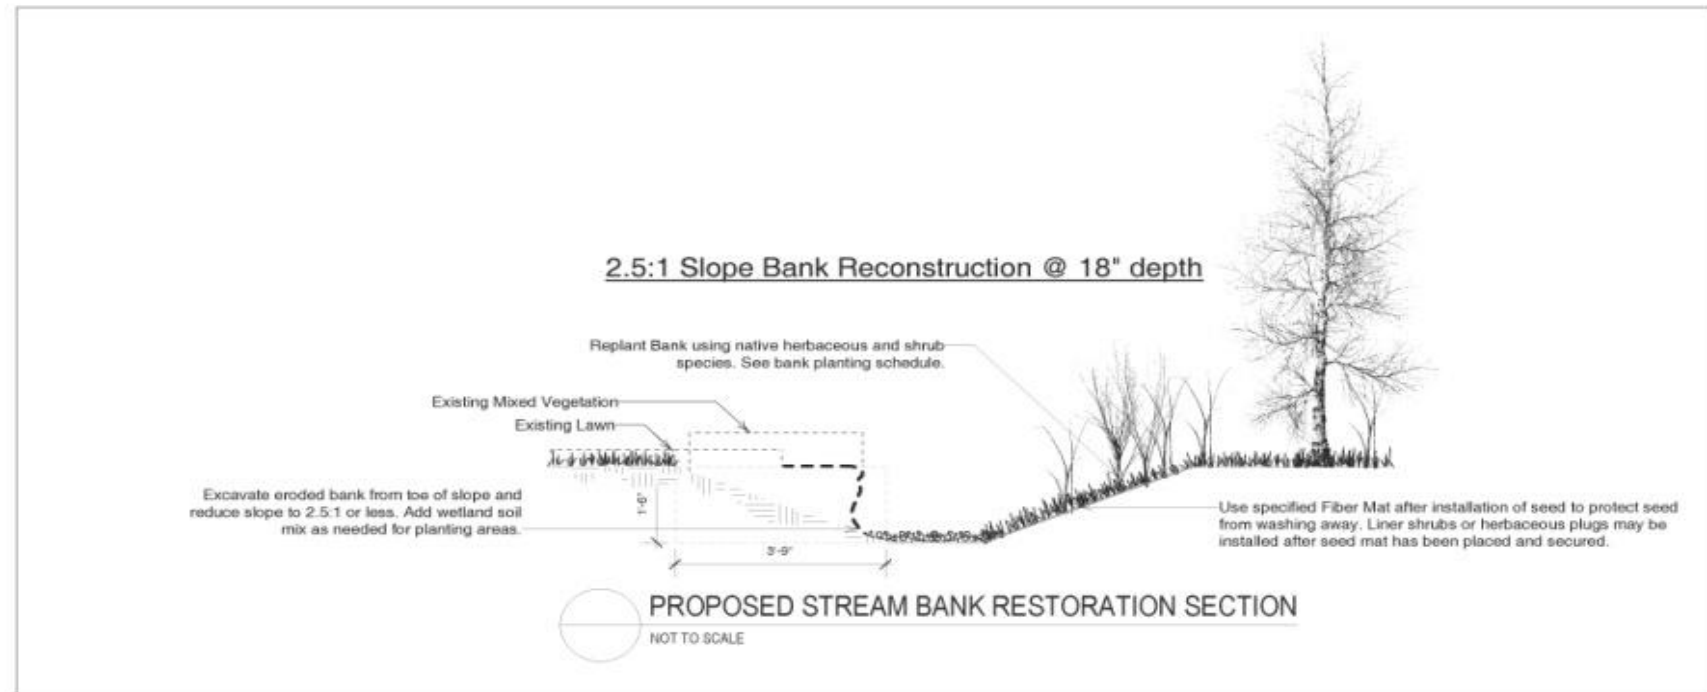 2.5:1 Slope Bank Reconstruction @ 18" depth
Replant Bank using native herbaceous and shrub
species. See bank planting schedule.
Existing Mixed Vegetation
Existing Lawn
Excavate eroded bank from toe of slope and
reduce slope to 2.5:1 or less. Add wetland soil
mix as needed for planting areas.
1'-6"
3'-9"
Use specified Fiber Mat after installation of seed to protect seed
from washing away. Liner shrubs or herbaceous plugs may be
installed after seed mat has been placed and secured.
PROPOSED STREAM BANK RESTORATION SECTION
NOT TO SCALE